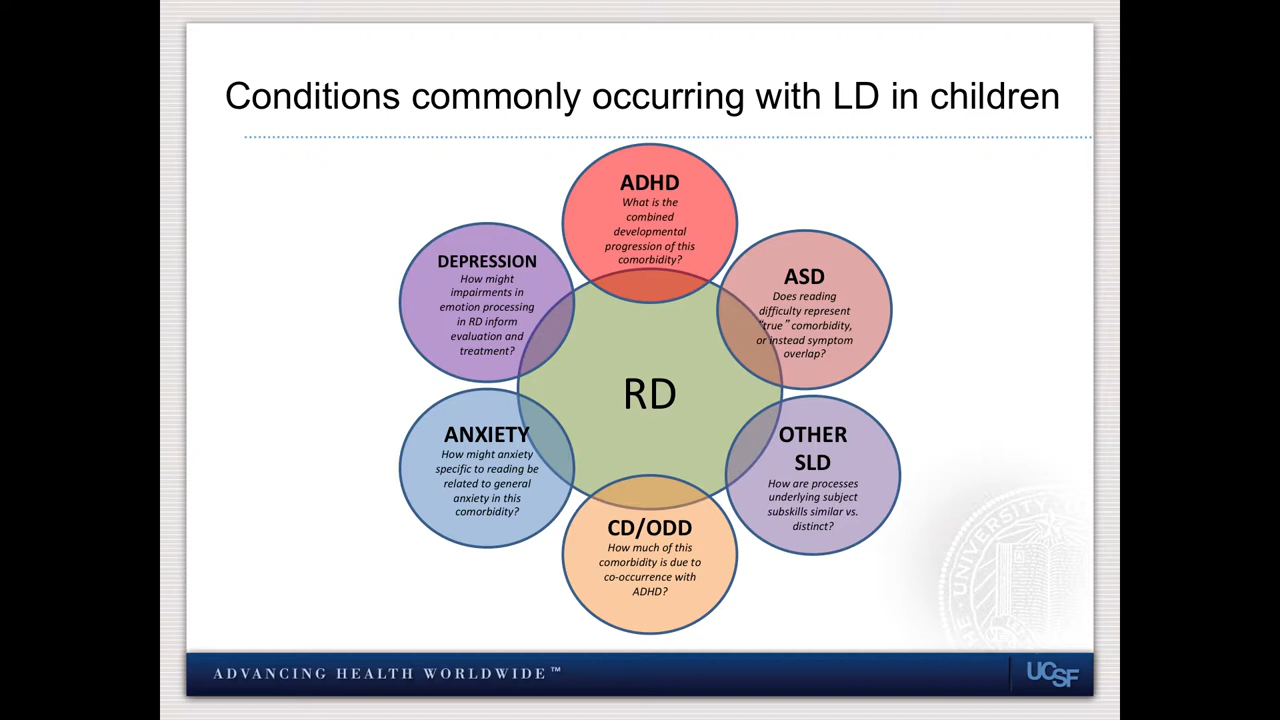 Conditions commonly occurring with LD in children
ADHD
What is the
combined
developmental
progression of this
comorbidity?
DEPRESSION
How might
impairments in
emotion processing
in RD inform
evaluation and
treatment?
ASD
Does reading
difficulty represent
“true” comorbidity,
or instead symptom
overlap?
RD
ANXIETY
How might anxiety
specific to reading be
related to general
anxiety in this
comorbidity?
OTHER
SLD
How are processes
underlying subject
subskills similar vs.
distinct?
CD/ODD
How much of this
comorbidity is due to
co-occurrence with
ADHD?
ADVANCING HEALTH WORLDWIDE™
UCSF